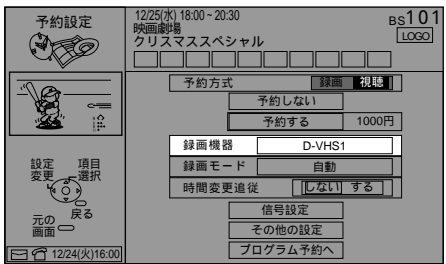 予約設定
12/25(水) 18:00~20:30
BS101
映画劇場
クリスマススペシャル
LOGO
予約方式 録画 視聴
予約しない
予約する 1000円
録画機器 D-VHS1
録画モード 自動
時間変更追従 しない する
信号設定
その他の設定
プログラム予約へ
設定変更 項目選択
元の画面 戻る
12/24(火)16:00